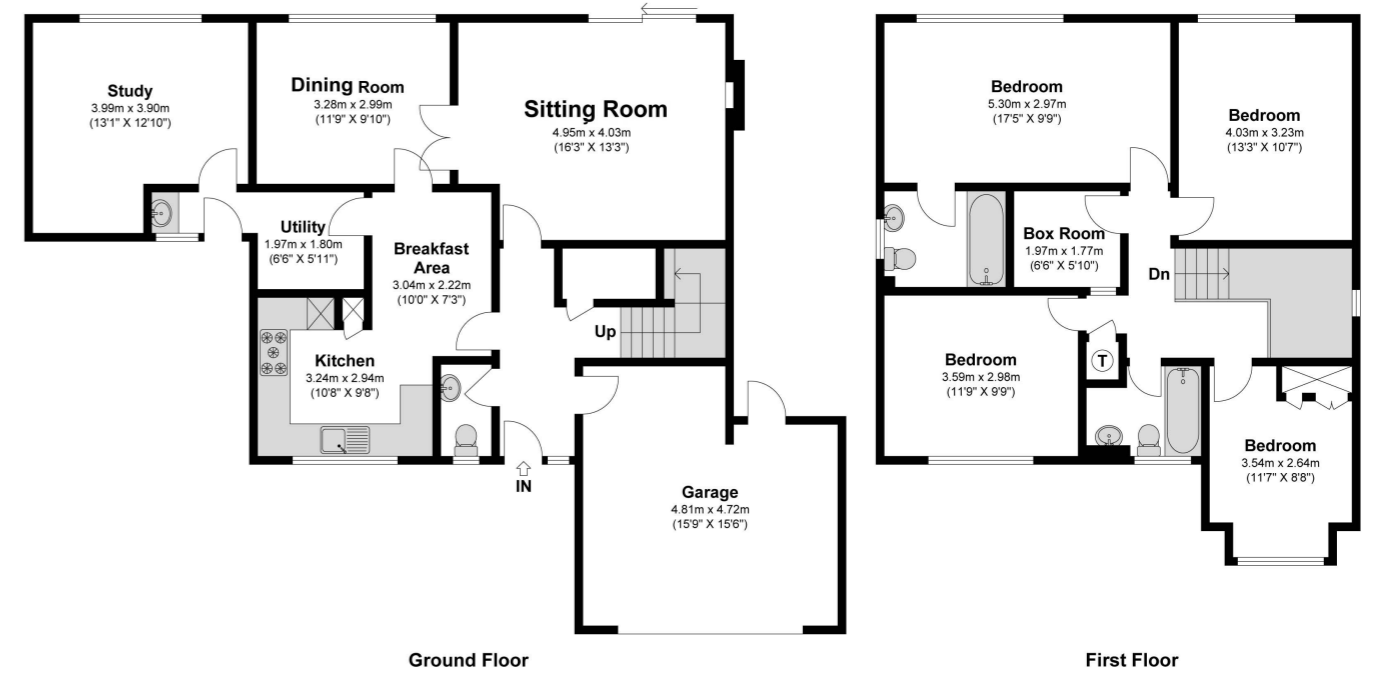 Study
3.99m x 3.90m
(13'1" X 12'10")
Dining Room
3.28m x 2.99m
(11'9" X 9'10")
Sitting Room
4.95m x 4.03m
(16'3" X 13'3")
Utility
1.97m x 1.80m
(6'6" X 5'11")
Breakfast
Area
3.04m x 2.22m
(10'0" X 7'3")
Up
Kitchen
3.24m x 2.94m
(10'8" X 9'8")
IN
Garage
4.81m x 4.72m
(15'9" X 15'6")
Ground Floor
Bedroom
5.30m x 2.97m
(17'5" X 9'9")
Bedroom
4.03m x 3.23m
(13'3" X 10'7")
Box Room
1.97m x 1.77m
(6'6" X 5'10")
Dn
Bedroom
3.59m x 2.98m
(11'9" X 9'9")
T
Bedroom
3.54m x 2.64m
(11'7" X 8'8")
First Floor